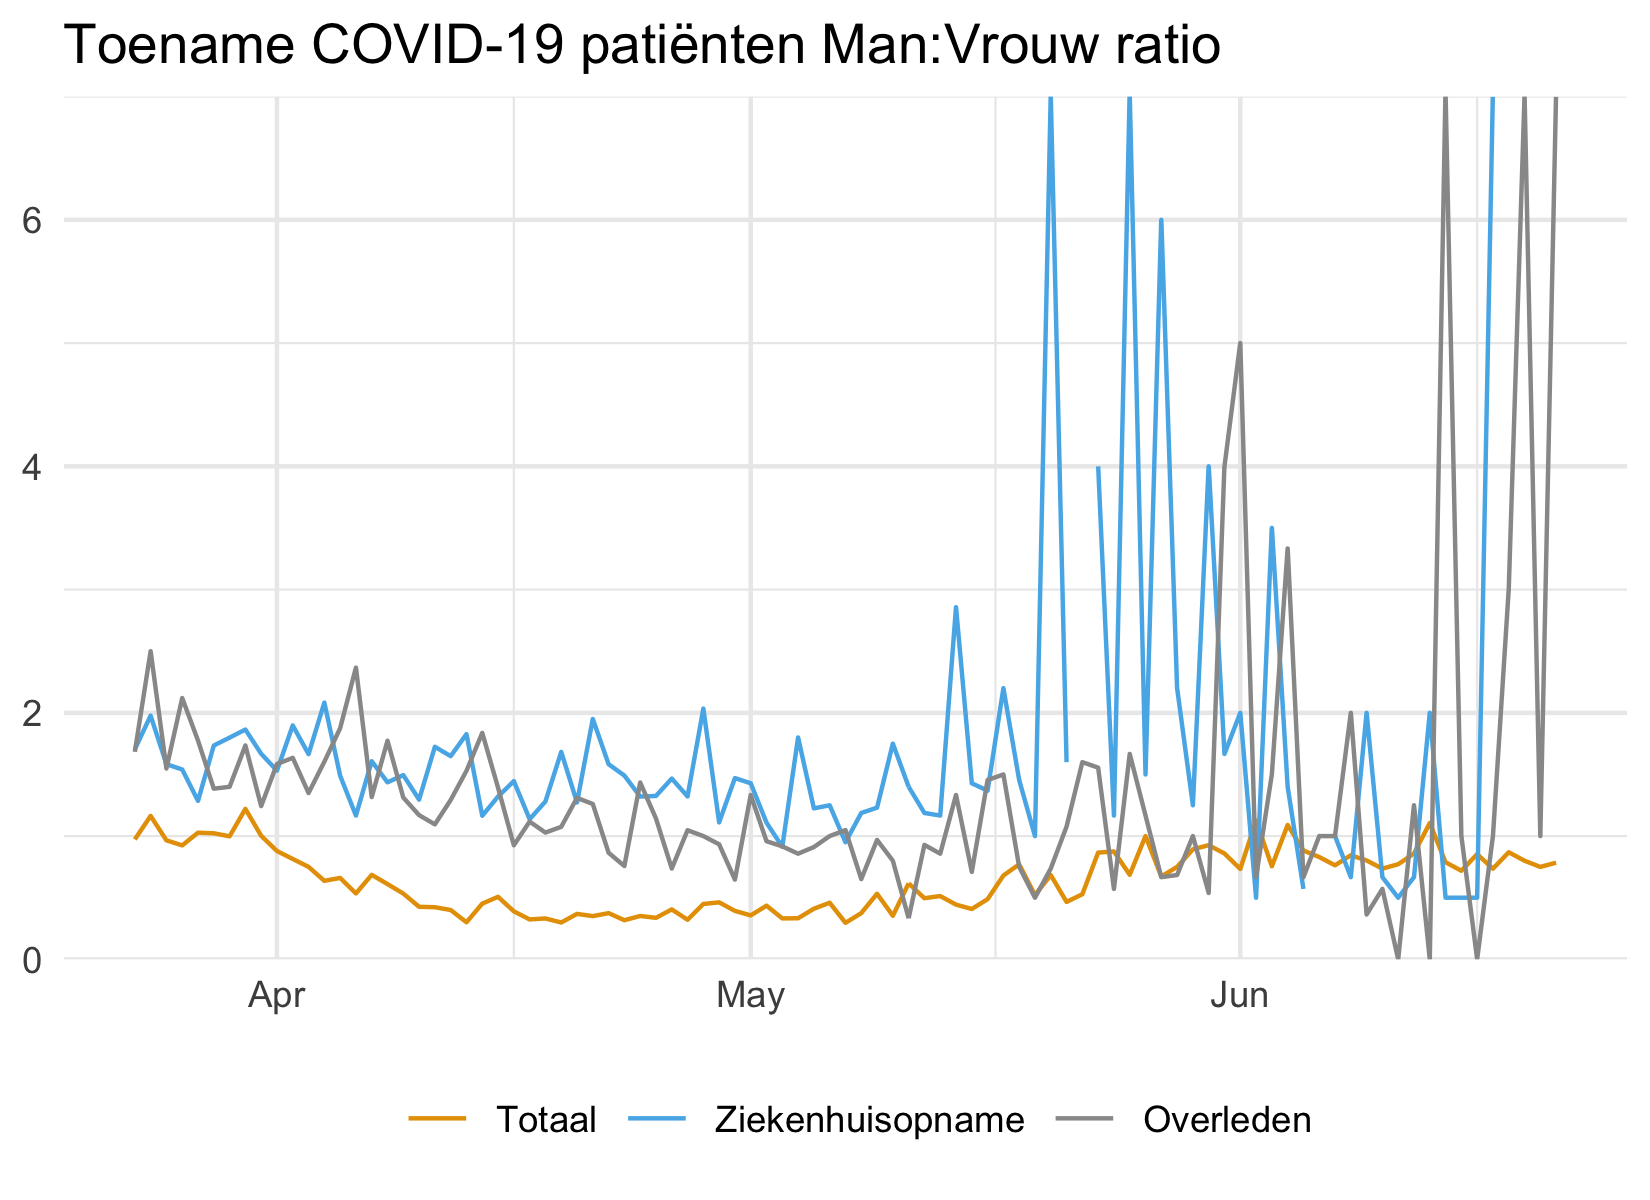 Toename COVID-19 patiënten Man:Vrouw ratio
6
4
2
0
Apr May Jun
Totaal Ziekenhuisopname Overleden